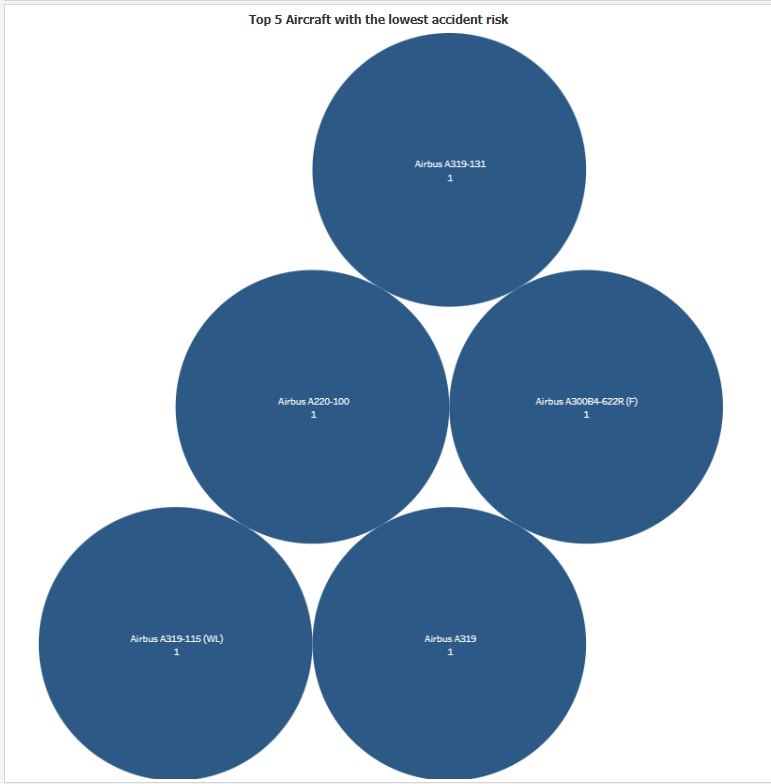 Top 5 Aircraft with the lowest accident risk
Airbus A319-131
1
Airbus A220-100
1
Airbus A300B4-622R (F)
1
Airbus A319-115 (WL)
1
Airbus A319
1